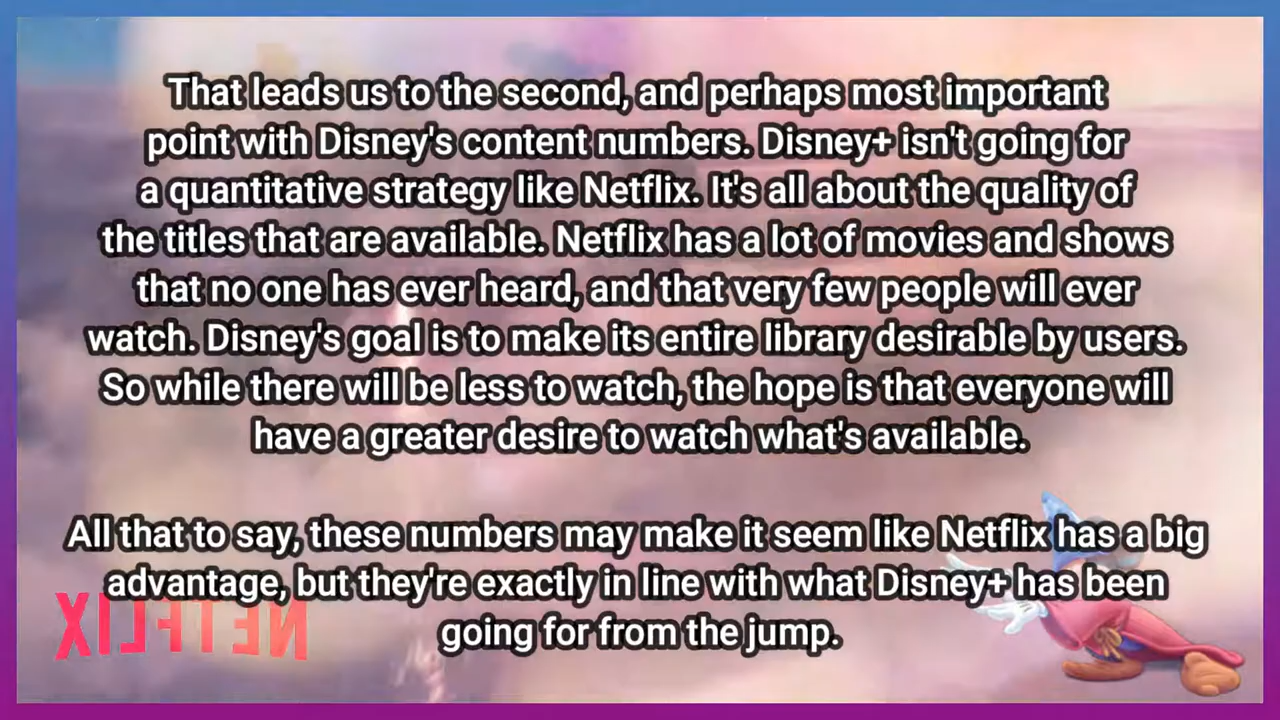 That leads us to the second, and perhaps most important
point with Disney's content numbers. Disney+ isn't going for
a quantitative strategy like Netflix. It's all about the quality of
the titles that are available. Netflix has a lot of movies and shows
that no one has ever heard, and that very few people will ever
watch. Disney's goal is to make its entire library desirable by users.
So while there will be less to watch, the hope is that everyone will
have a greater desire to watch what's available.
All that to say, these numbers may make it seem like Netflix has a big
advantage, but they're exactly in line with what Disney+ has been
going for from the jump.
NETFLIX